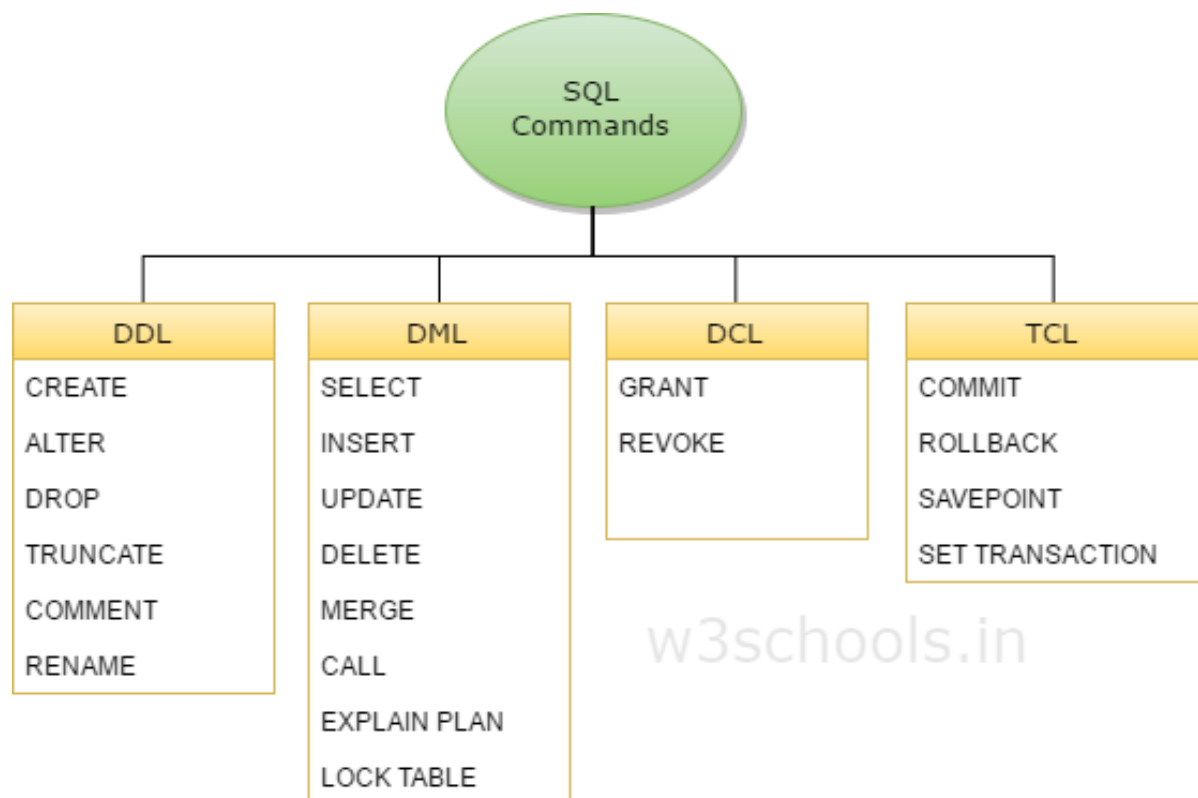 SQL
Commands
DDL
CREATE
ALTER
DROP
TRUNCATE
COMMENT
RENAME
DML
SELECT
INSERT
UPDATE
DELETE
MERGE
CALL
EXPLAIN PLAN
LOCK TABLE
DCL
GRANT
REVOKE
TCL
COMMIT
ROLLBACK
SAVEPOINT
SET TRANSACTION
w3schools.in